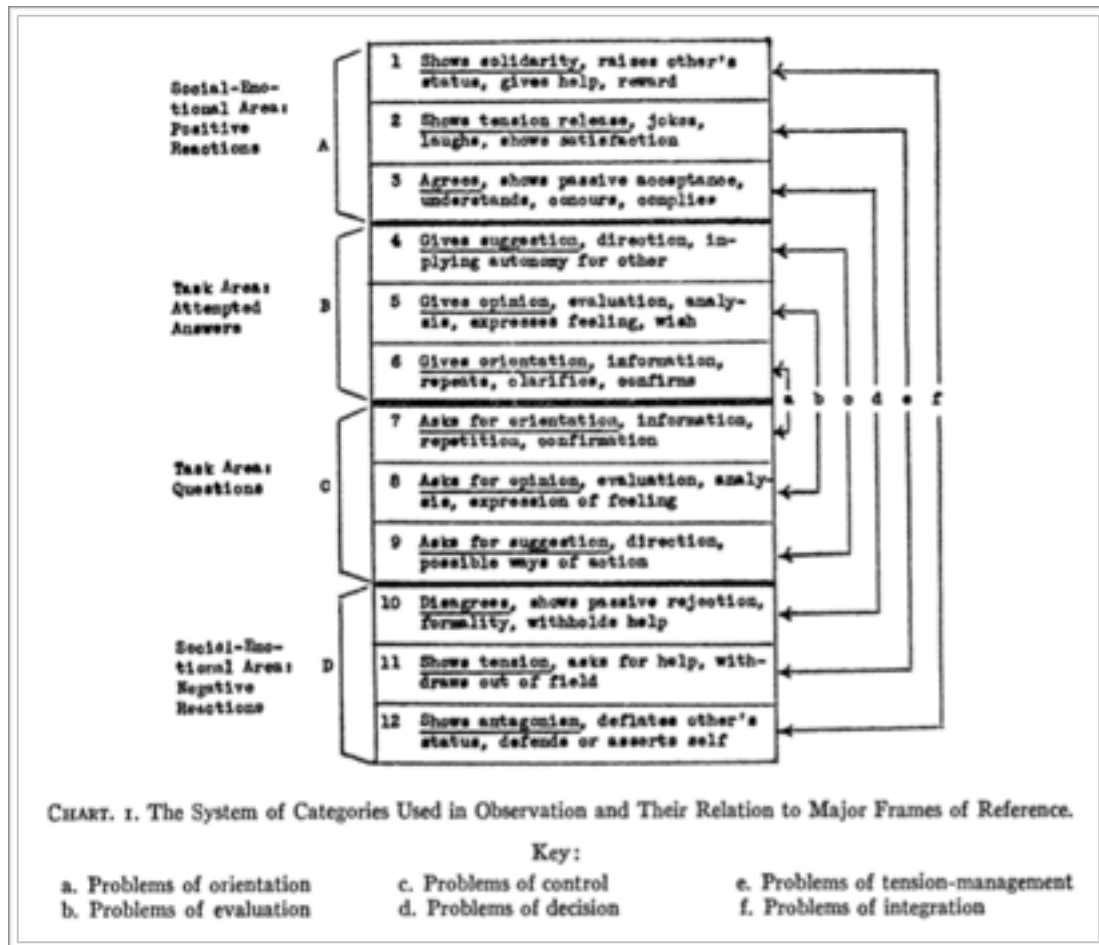 Social-Emo-
tional Area:
Positive
Reactions
A
1 Shows solidarity, raises other's
status, gives help, reward
2 Shows tension release, jokes,
laughs, shows satisfaction
3 Agrees, shows passive acceptance,
understands, concurs, complies
Task Area:
Attempted
Answers
B
4 Gives suggestion, direction, im-
plying autonomy for other
5 Gives opinion, evaluation, analy-
sis, expresses feeling, wish
6 Gives orientation, information,
repeats, clarifies, confirms
a b c d e f
Task Area:
Questions
C
7 Asks for orientation, information,
repetition, confirmation
8 Asks for opinion, evaluation, analy-
sis, expression of feeling
9 Asks for suggestion, direction,
possible ways of action
Social-Emo-
tional Area:
Negative
Reactions
D
10 Disagrees, shows passive rejection,
formality, withholds help
11 Shows tension, asks for help, with-
draws out of field
12 Shows antagonism, deflates other's
status, defends or asserts self
CHART. I. The System of Categories Used in Observation and Their Relation to Major Frames of Reference.
Key:
a. Problems of orientation
b. Problems of evaluation
c. Problems of control
d. Problems of decision
e. Problems of tension-management
f. Problems of integration